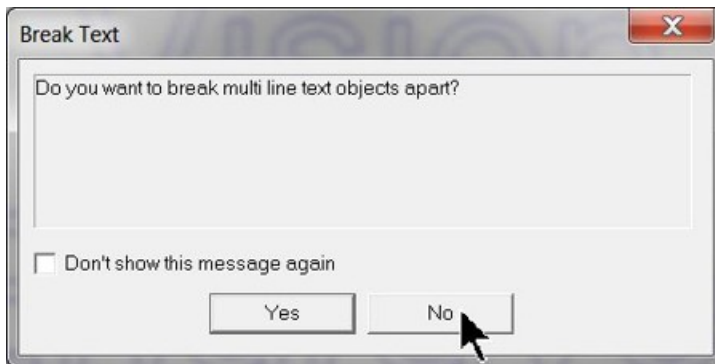 Break Text
Do you want to break multi line text objects apart?
Don't show this message again
Yes
No